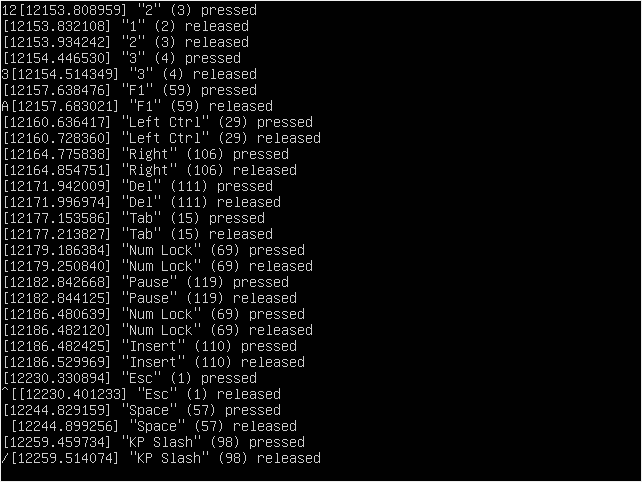 12[12153.808959] "2" (3) pressed
[12153.832108] "1" (2) released
[12153.934242] "2" (3) released
[12154.446530] "3" (4) pressed
3[12154.514349] "3" (4) released
[12157.638476] "F1" (59) pressed
A[12157.683021] "F1" (59) released
[12160.636417] "Left Ctrl" (29) pressed
[12160.728360] "Left Ctrl" (29) released
[12164.775838] "Right" (106) pressed
[12164.854751] "Right" (106) released
[12171.942009] "Del" (111) pressed
[12171.996974] "Del" (111) released
[12177.153586] "Tab" (15) pressed
[12177.213827] "Tab" (15) released
[12179.186384] "Num Lock" (69) pressed
[12179.250840] "Num Lock" (69) released
[12182.842668] "Pause" (119) pressed
[12182.844125] "Pause" (119) released
[12186.480639] "Num Lock" (69) pressed
[12186.482120] "Num Lock" (69) released
[12186.482425] "Insert" (110) pressed
[12186.529969] "Insert" (110) released
[12230.330894] "Esc" (1) pressed
^[[12230.401233] "Esc" (1) released
[12244.829159] "Space" (57) pressed
 [12244.899256] "Space" (57) released
[12259.459734] "KP Slash" (98) pressed
/[12259.514074] "KP Slash" (98) released